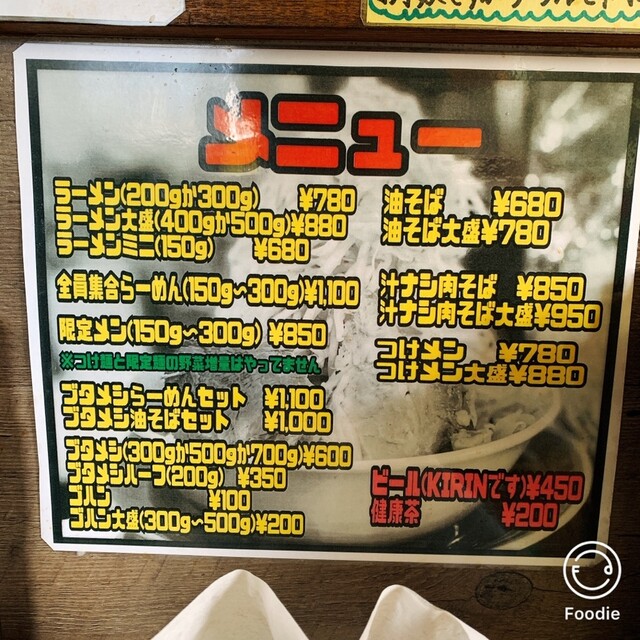 メニュー
ラーメン(200gか300g) ¥780
ラーメン大盛(400gか500g)¥880
ラーメンミニ(150g) ¥680
全員集合らーめん(150g~300g)¥1,100
限定メン(150g~300g) ¥850
※つけ麺と限定麺の野菜増量はやってません
ブタメシらーめんセット ¥1,100
ブタメシ油そばセット ¥1,000
ブタメシ(300gか500gか700g)¥600
ブタメシハーフ(200g) ¥350
ゴハン ¥100
ゴハン大盛(300g~500g)¥200
油そば ¥680
油そば大盛¥780
汁ナシ肉そば ¥850
汁ナシ肉そば大盛¥950
つけメン ¥780
つけメン大盛¥880
ビール(KIRINです)¥450
健康茶 ¥200
Foodie